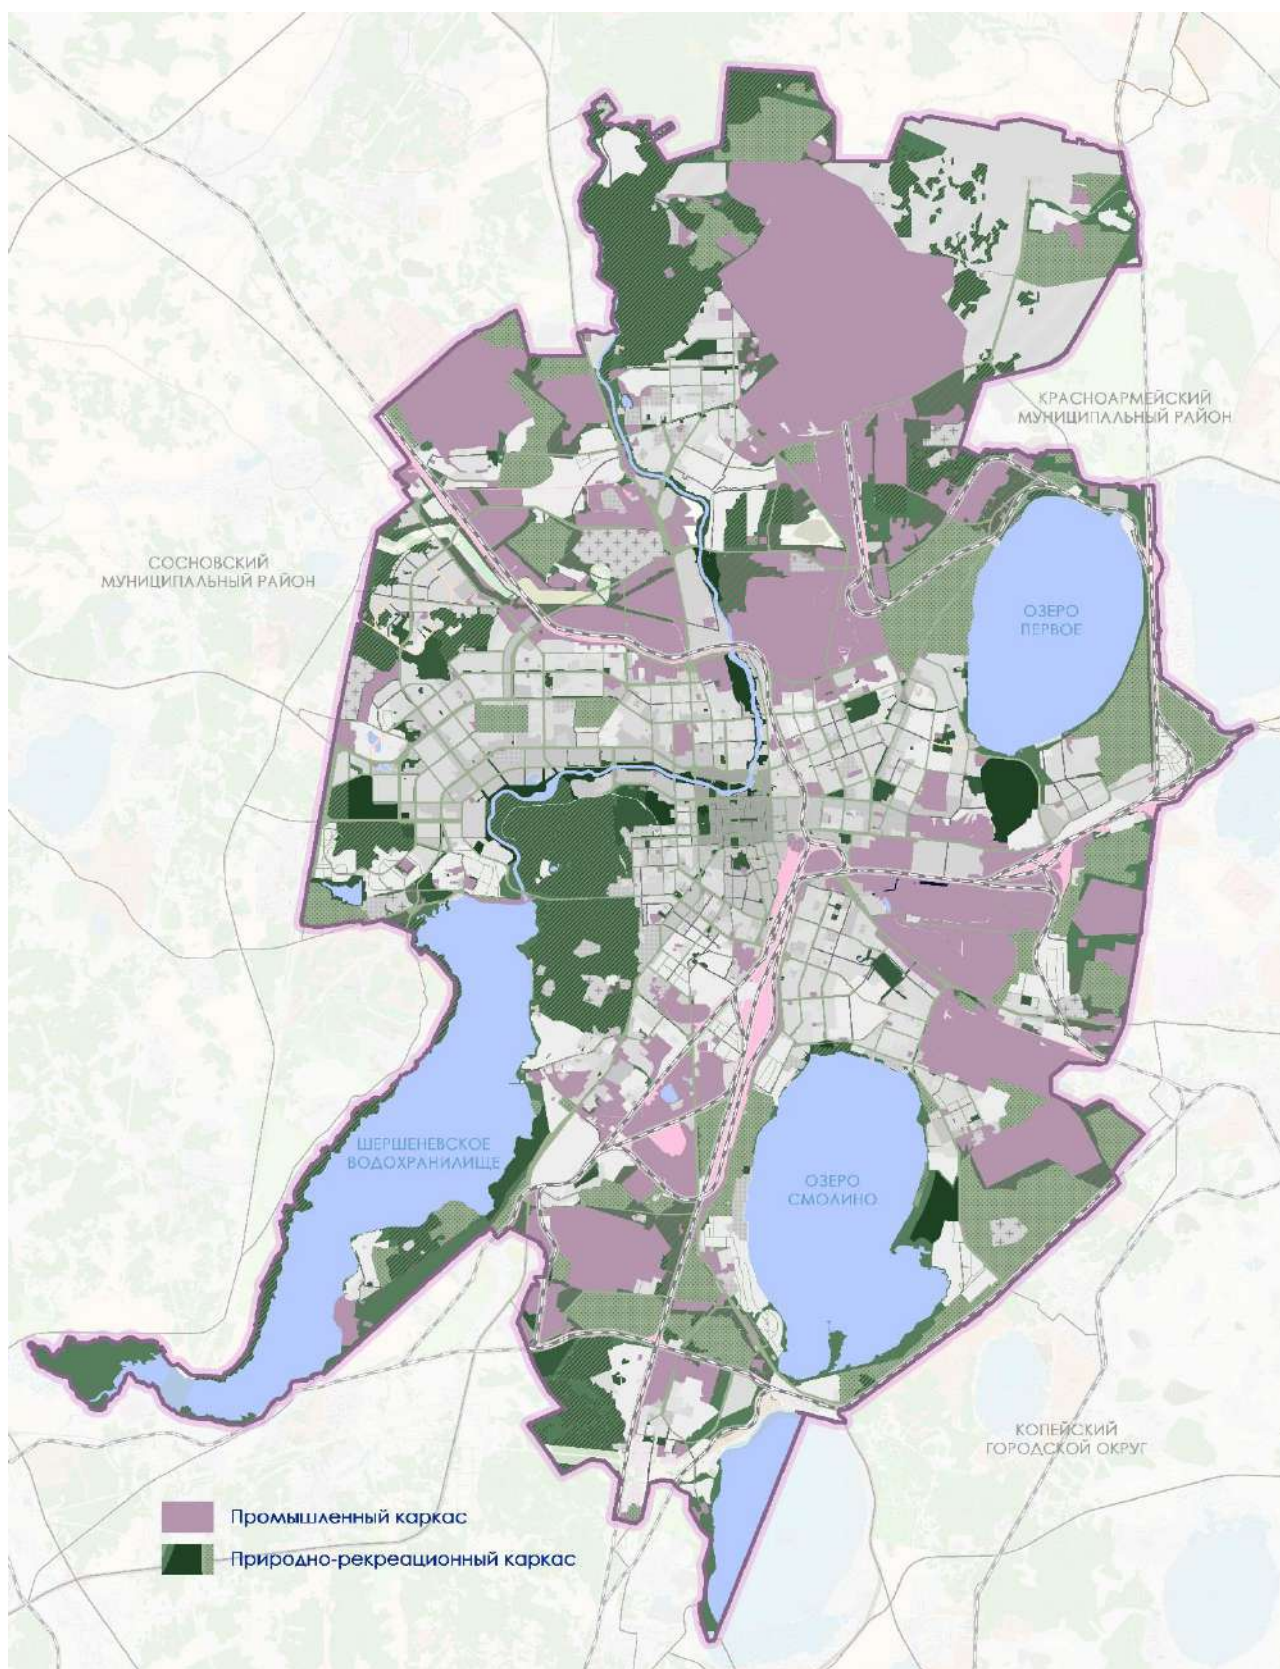 КРАСНОАРМЕЙСКИЙ
МУНИЦИПАЛЬНЫЙ РАЙОН
СОСНОВСКИЙ
МУНИЦИПАЛЬНЫЙ РАЙОН
ОЗЕРО
ПЕРВОЕ
ШЕРШЕНЕВСКОЕ
ВОДОХРАНИЛИЩЕ
ОЗЕРО
СМОЛИНО
КОПЕЙСКИЙ
ГОРОДСКОЙ ОКРУГ
Промышленный каркас
Природно-рекреационный каркас